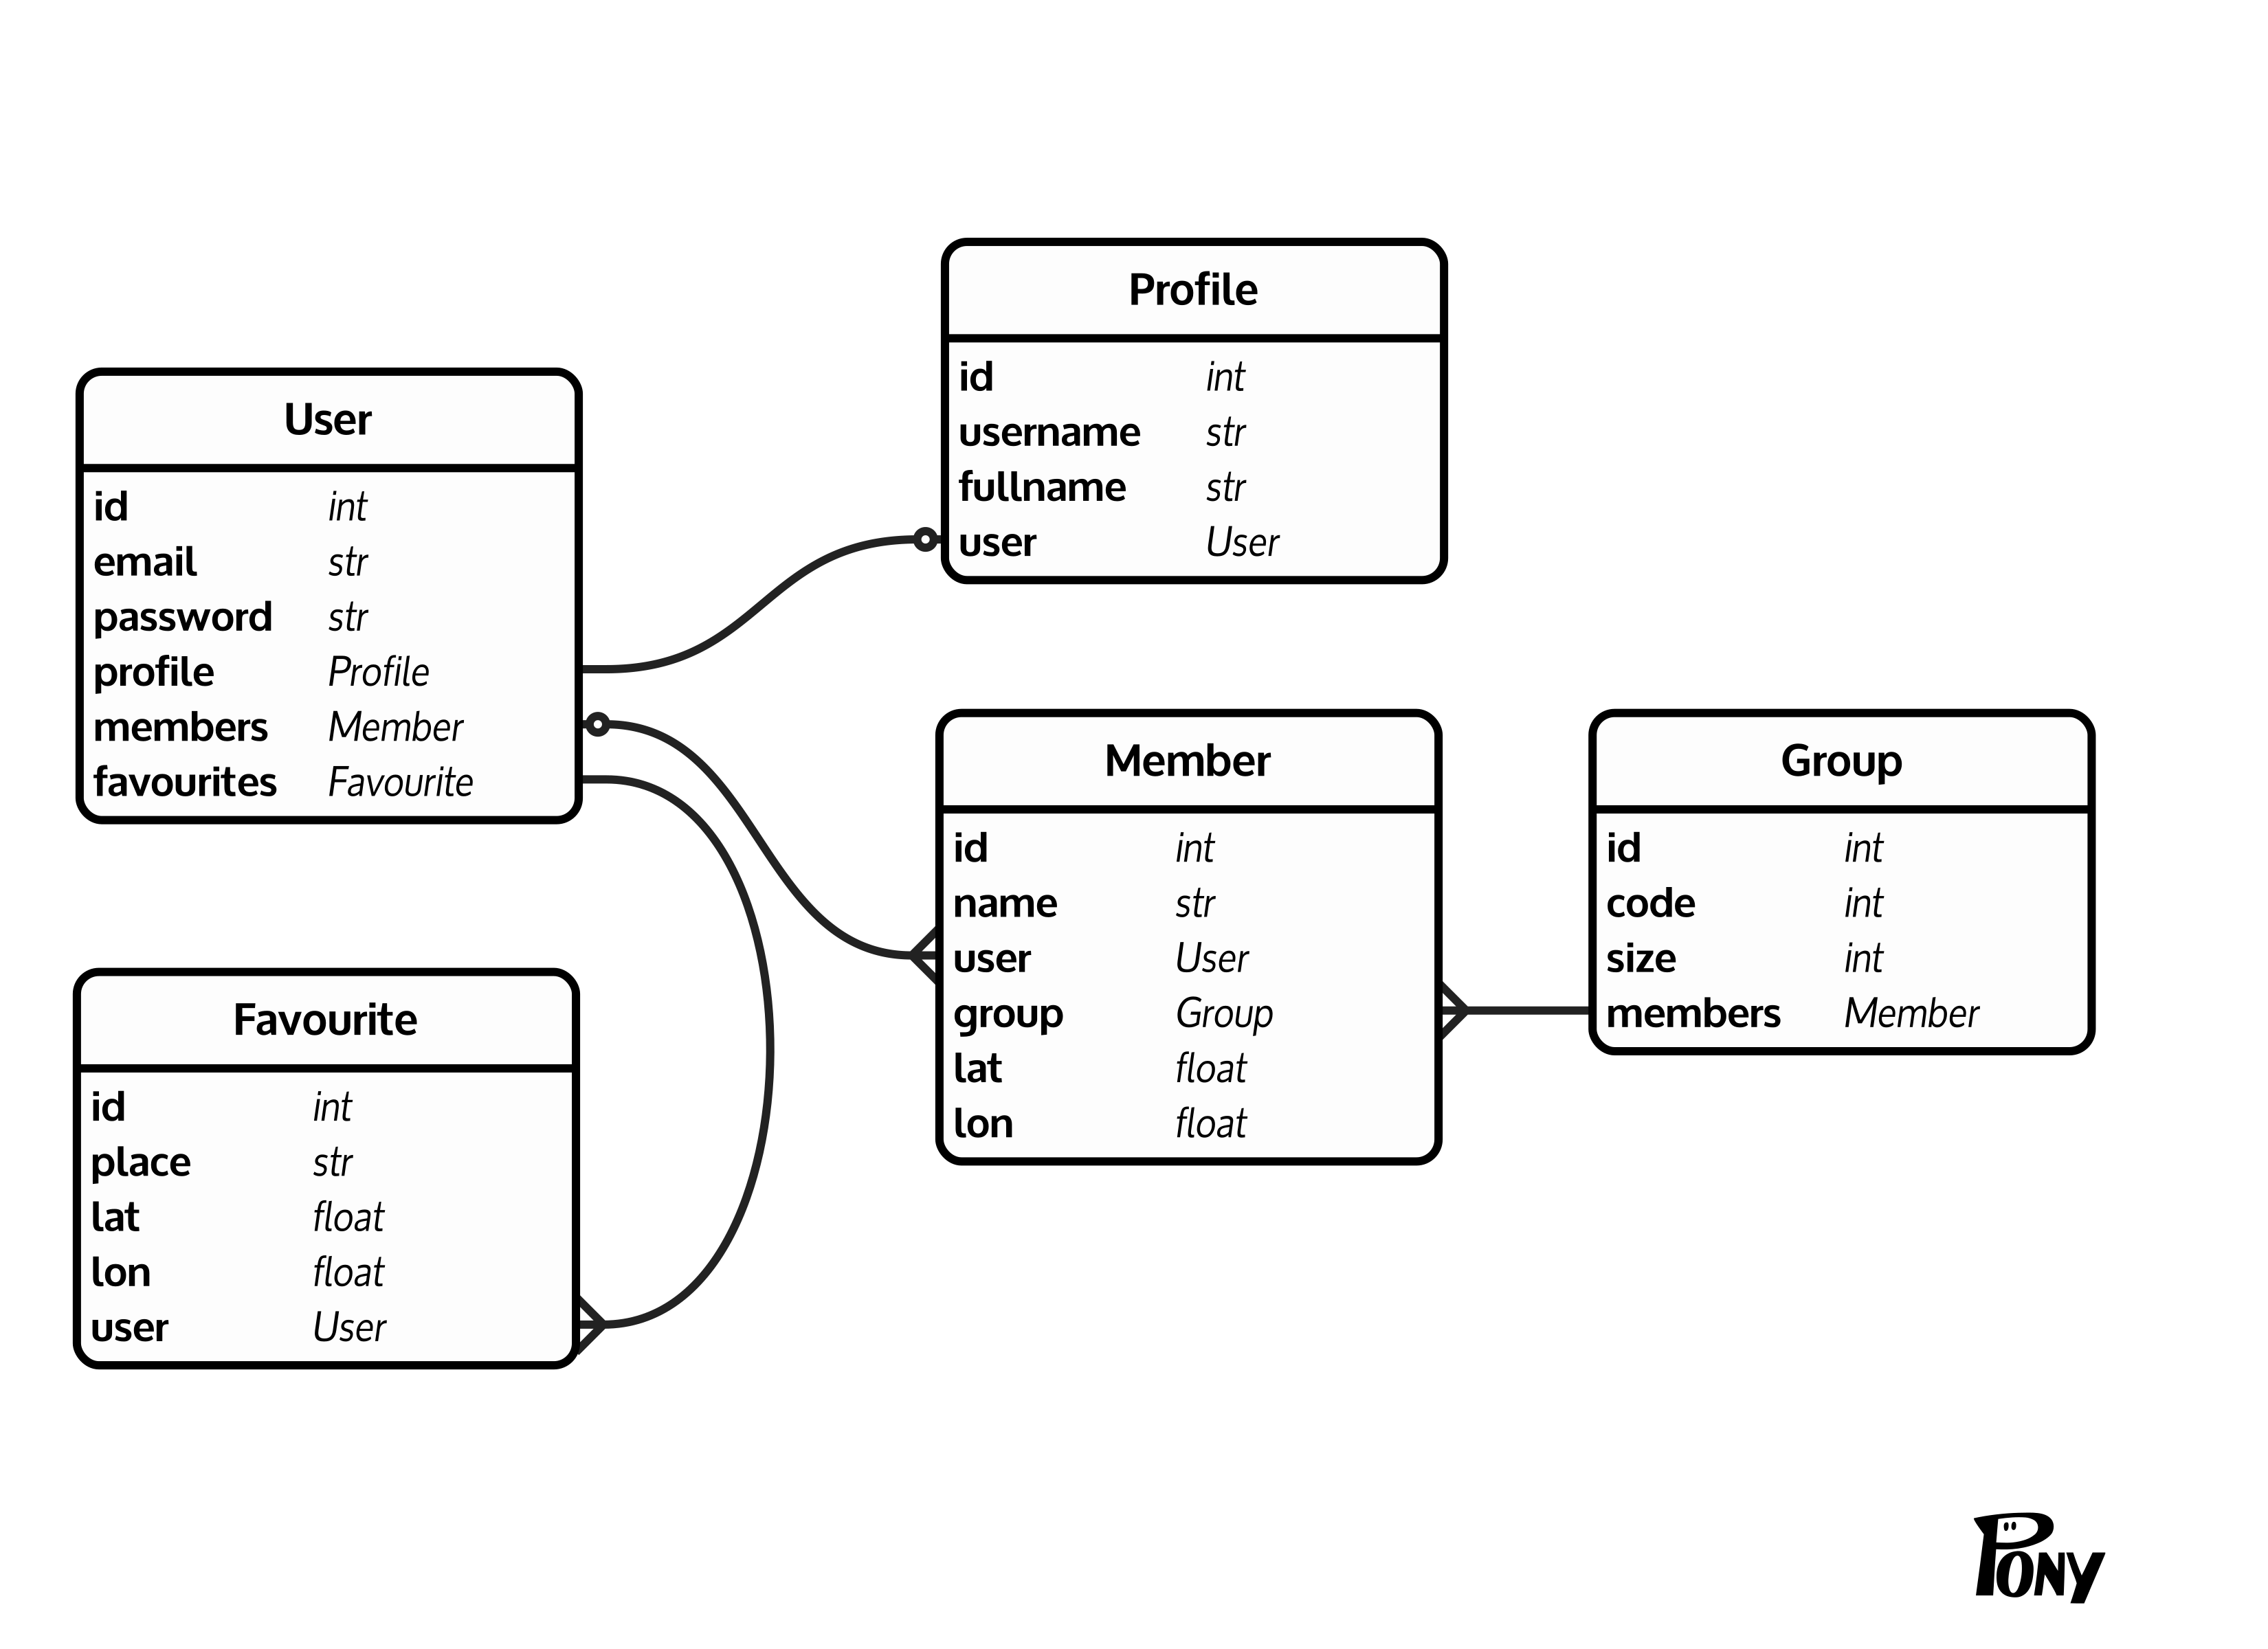 Profile
id int
username str
fullname str
user User
User
id int
email str
password str
profile Profile
members Member
favourites Favourite
Member
id int
name str
user User
group Group
lat float
lon float
Group
id int
code int
size int
members Member
Favourite
id int
place str
lat float
lon float
user User
PONY